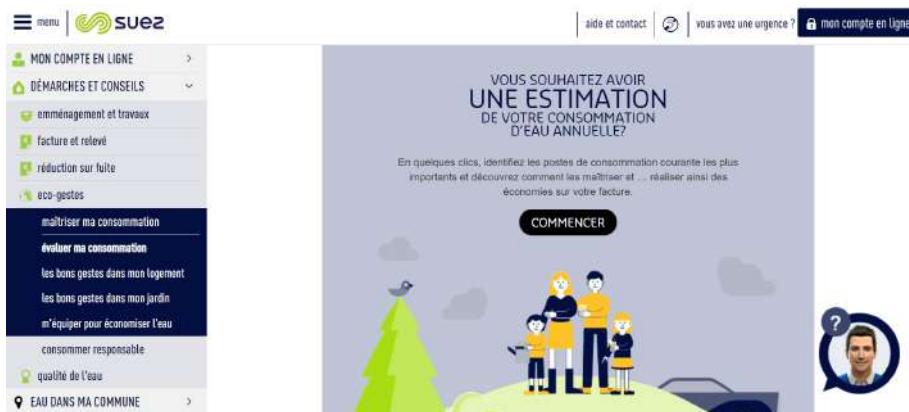 menu
suez
aide et contact
vous avez une urgence ?
mon compte en ligne
MON COMPTE EN LIGNE
DÉMARCHES ET CONSEILS
emménagement et travaux
facture et relevé
réduction sur fuite
eco-gestes
maîtriser ma consommation
évaluer ma consommation
les bons gestes dans mon logement
les bons gestes dans mon jardin
m'équiper pour économiser l'eau
consommer responsable
qualité de l'eau
EAU DANS MA COMMUNE
VOUS SOUHAITEZ AVOIR
UNE ESTIMATION
DE VOTRE CONSOMMATION
D'EAU ANNUELLE?
En quelques clics, identifiez les postes de consommation courante les plus
importants et découvrez comment les maîtriser et ... réaliser ainsi des
économies sur votre facture.
COMMENCER
?